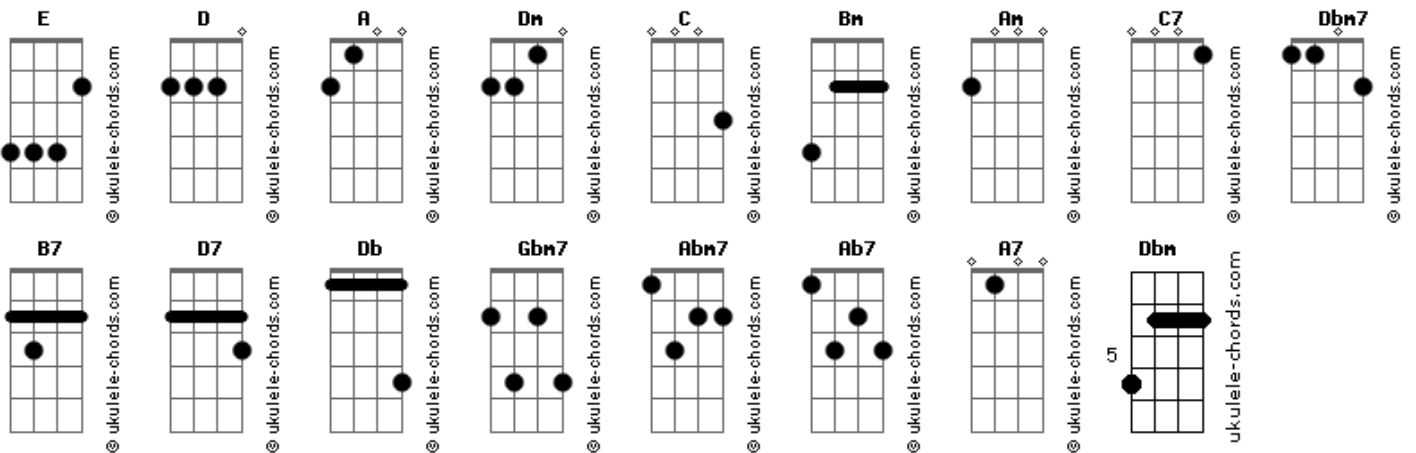 E D A Dm C Bm Am C7 Dbm7
© ukulele-chords.com © ukulele-chords.com © ukulele-chords.com © ukulele-chords.com © ukulele-chords.com © ukulele-chords.com © ukulele-chords.com © ukulele-chords.com © ukulele-chords.com
B7 D7 Db Gbm7 Abm7 Ab7 A7 Dbm
© ukulele-chords.com © ukulele-chords.com © ukulele-chords.com © ukulele-chords.com © ukulele-chords.com © ukulele-chords.com © ukulele-chords.com 5 ukulele-chords.com